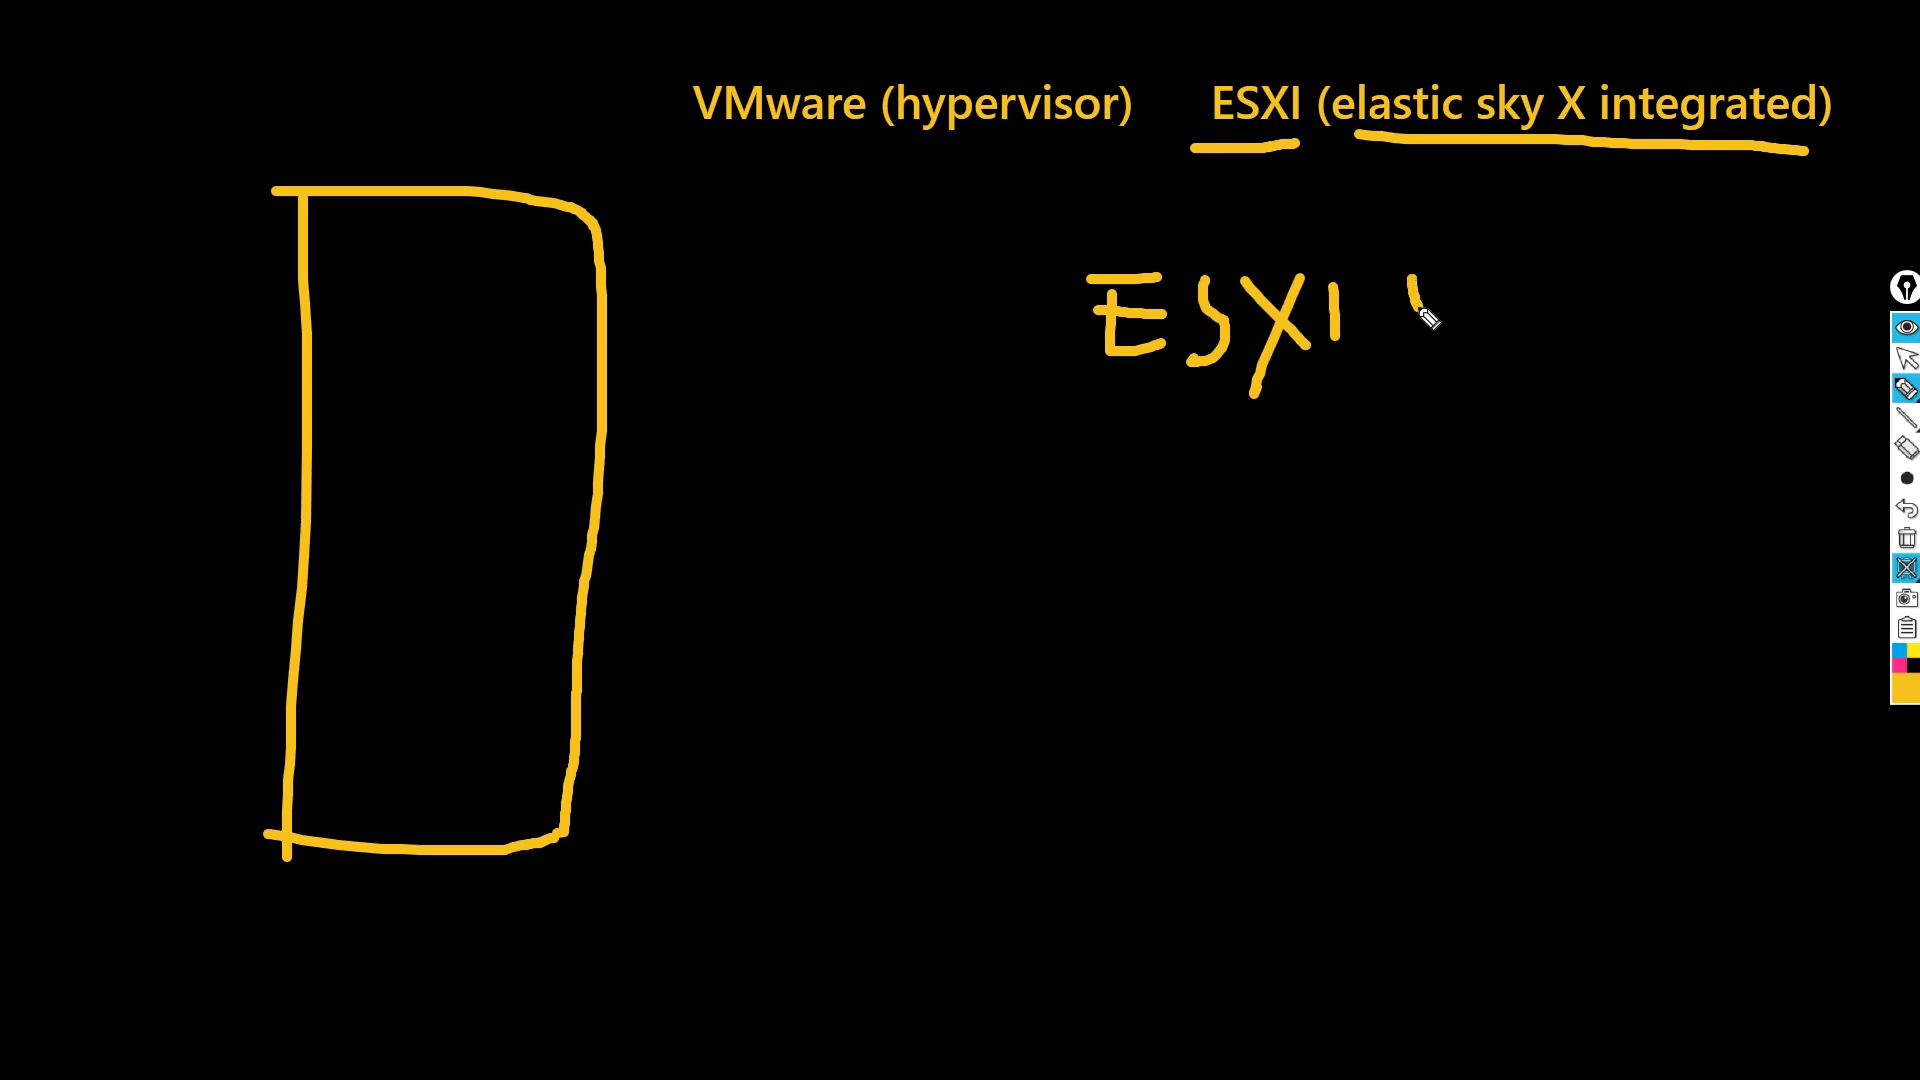 VMware (hypervisor) ESXI (elastic sky X integrated)
ESXI